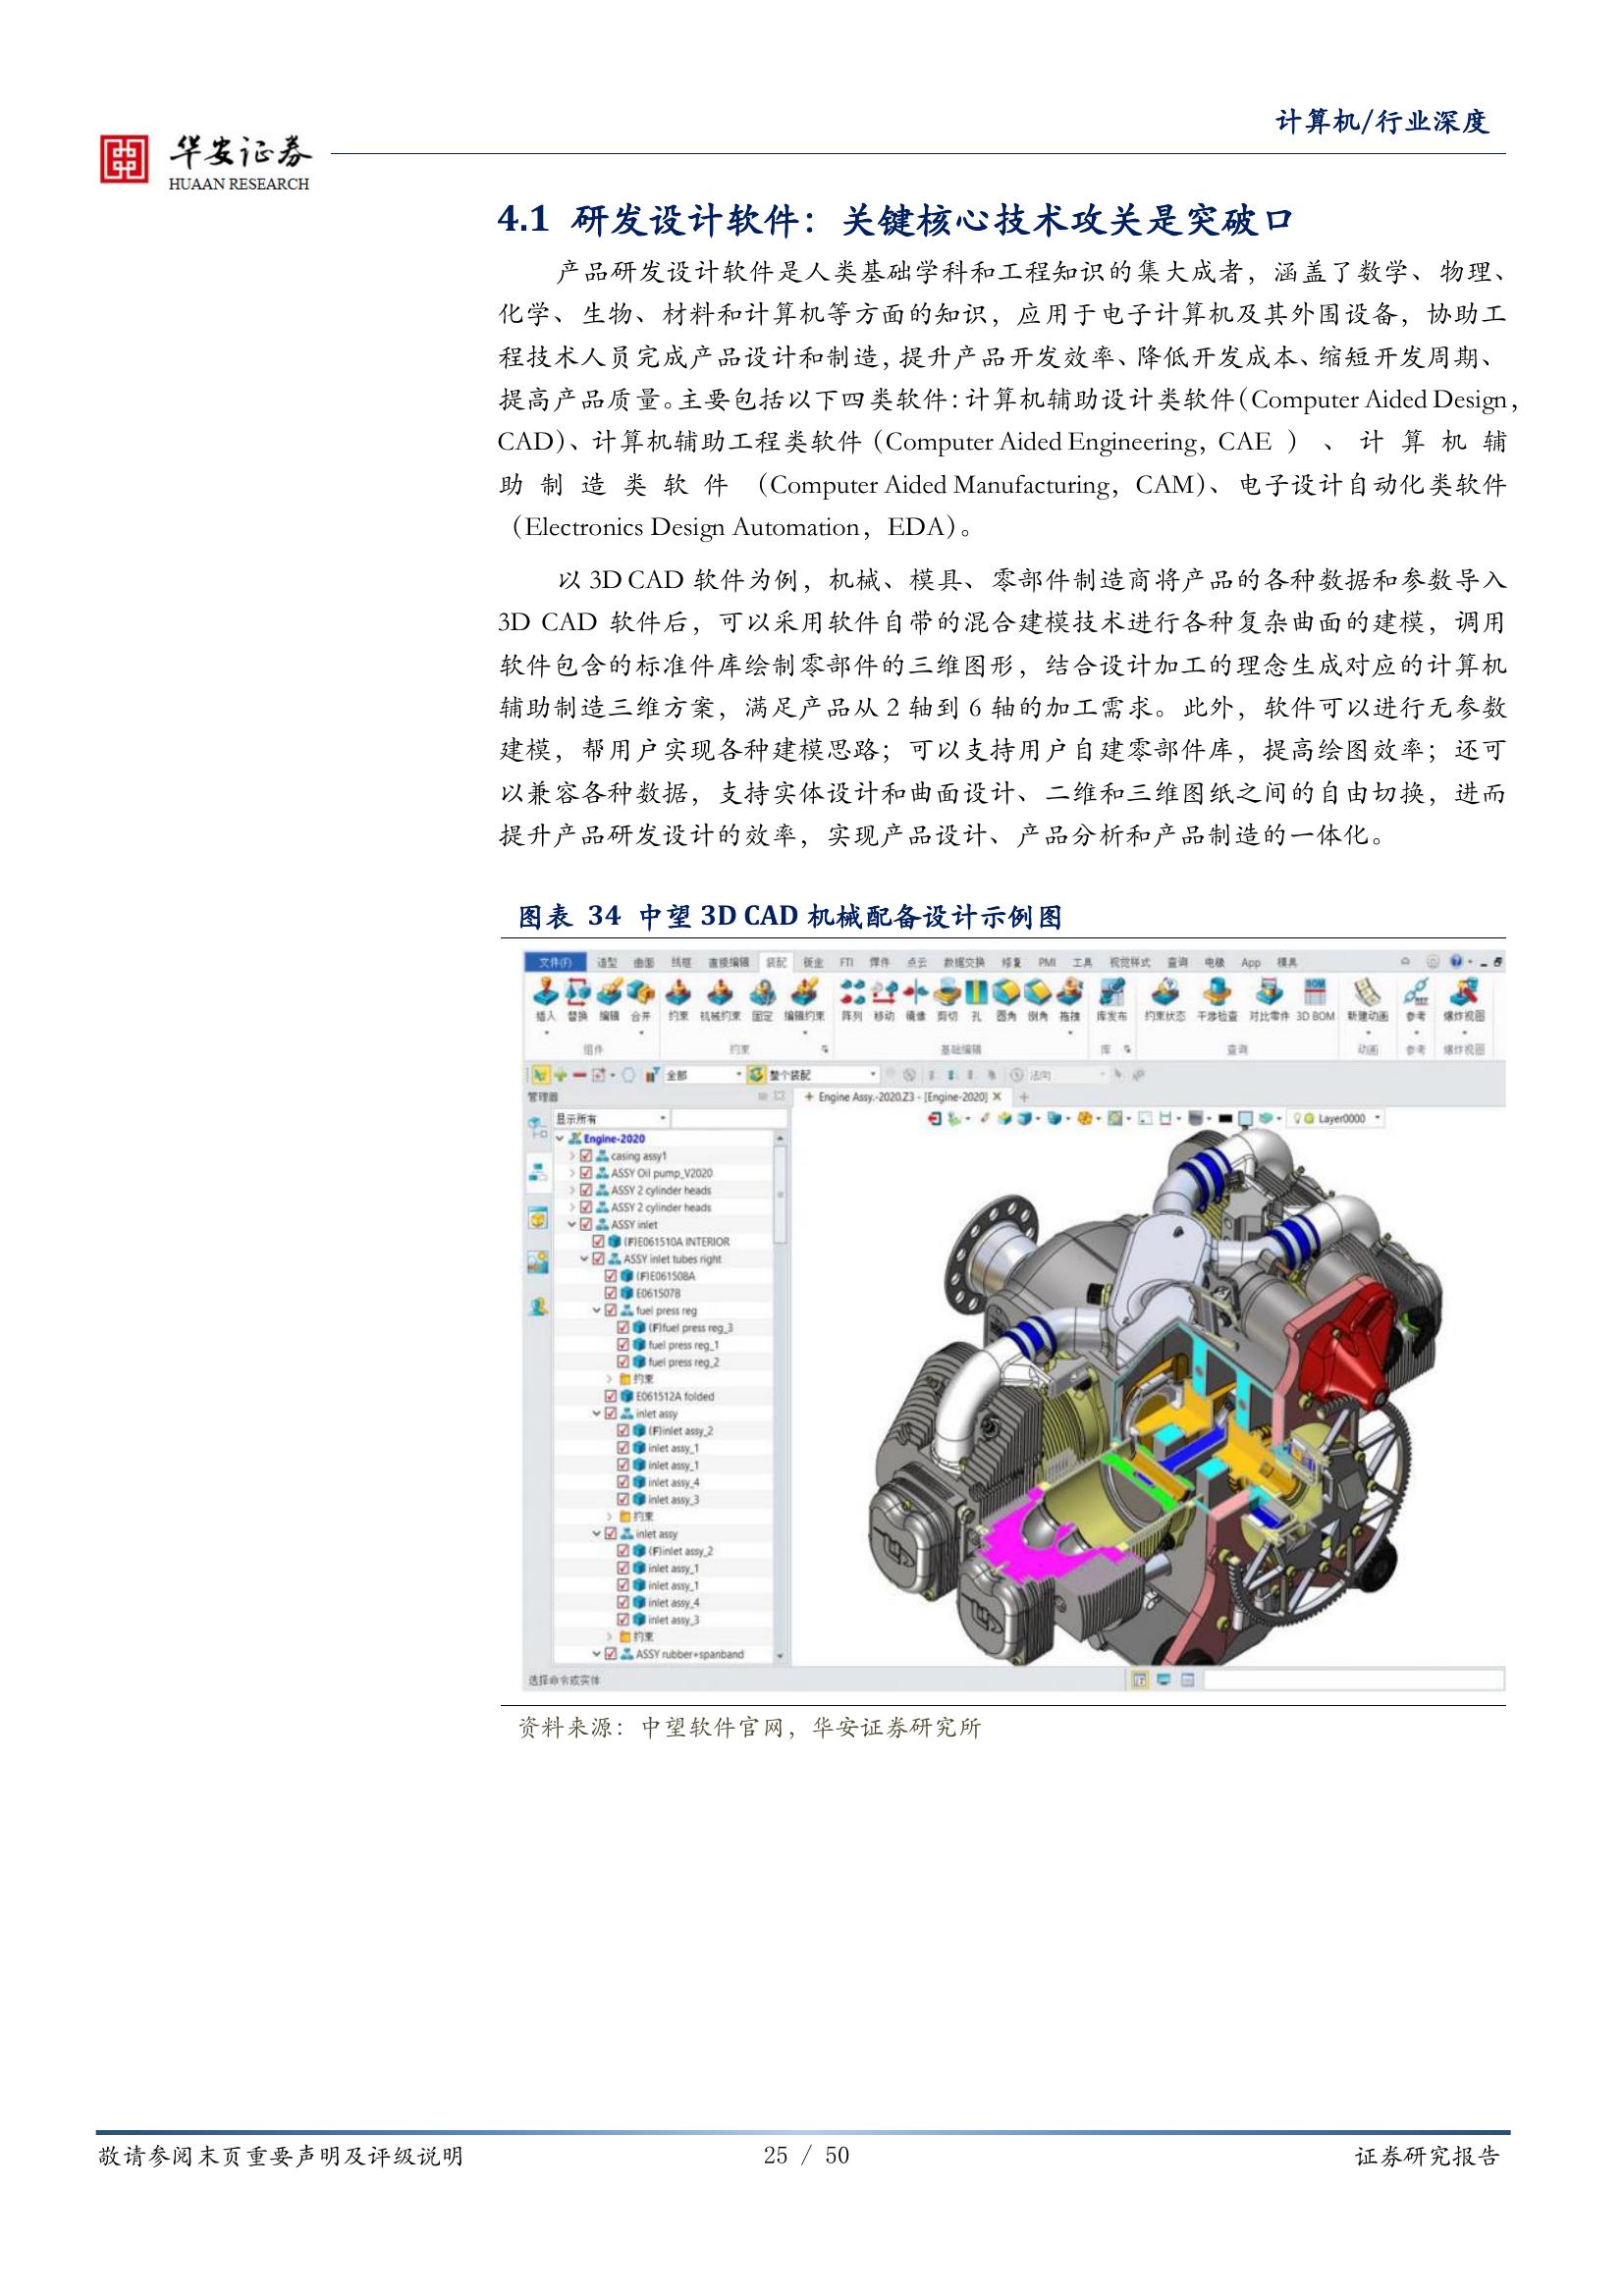 计算机/行业深度
华安证券
HUAAN RESEARCH
4.1 研发设计软件：关键核心技术攻关是突破口
产品研发设计软件是人类基础学科和工程知识的集大成者，涵盖了数学、物理、
化学、生物、材料和计算机等方面的知识，应用于电子计算机及其外围设备，协助工
程技术人员完成产品设计和制造，提升产品开发效率、降低开发成本、缩短开发周期、
提高产品质量。主要包括以下四类软件：计算机辅助设计类软件（Computer Aided Design，
CAD）、计算机辅助工程类软件（Computer Aided Engineering，CAE ） 、 计 算 机 辅
助 制 造 类 软 件 （Computer Aided Manufacturing，CAM）、电子设计自动化类软件
（Electronics Design Automation，EDA）。
以 3D CAD 软件为例，机械、模具、零部件制造商将产品的各种数据和参数导入
3D CAD 软件后，可以采用软件自带的混合建模技术进行各种复杂曲面的建模，调用
软件包含的标准件库绘制零部件的三维图形，结合设计加工的理念生成对应的计算机
辅助制造三维方案，满足产品从 2 轴到 6 轴的加工需求。此外，软件可以进行无参数
建模，帮用户实现各种建模思路；可以支持用户自建零部件库，提高绘图效率；还可
以兼容各种数据，支持实体设计和曲面设计、二维和三维图纸之间的自由切换，进而
提升产品研发设计的效率，实现产品设计、产品分析和产品制造的一体化。
图表 34 中望 3D CAD 机械配备设计示例图
文件(F) 造型 曲面 线框 直接编辑 装配 钣金 FTI 焊件 点云 数据交换 修复 PMI 工具 视觉样式 查询 电极 App 模具
插入 替换 编辑 合并 约束 机械约束 固定 编辑约束 阵列 移动 镜像 剪切 孔 圆角 倒角 拖拽 库发布 约束状态 干涉检查 对比零件 3D BOM 新建动画 参考 爆炸视图
组件 约束 基础编辑 库 查询 动画 参考 爆炸视图
全部 整个装配
管理器 Engine Assy.-2020.Z3 - [Engine-2020]
显示所有 Layer0000
Engine-2020
casing assy1
ASSY Oil pump_V2020
ASSY 2 cylinder heads
ASSY 2 cylinder heads
ASSY inlet
(F)E061510A INTERIOR
ASSY inlet tubes right
(F)E061508A
E061507B
fuel press reg
(F)fuel press reg_3
fuel press reg_1
fuel press reg_2
约束
E061512A folded
inlet assy
(F)inlet assy_2
inlet assy_1
inlet assy_1
inlet assy_4
inlet assy_3
约束
inlet assy
(F)inlet assy_2
inlet assy_1
inlet assy_1
inlet assy_4
inlet assy_3
约束
ASSY rubber+spanband
选择命令或实体
资料来源：中望软件官网，华安证券研究所
敬请参阅末页重要声明及评级说明
25 / 50
证券研究报告